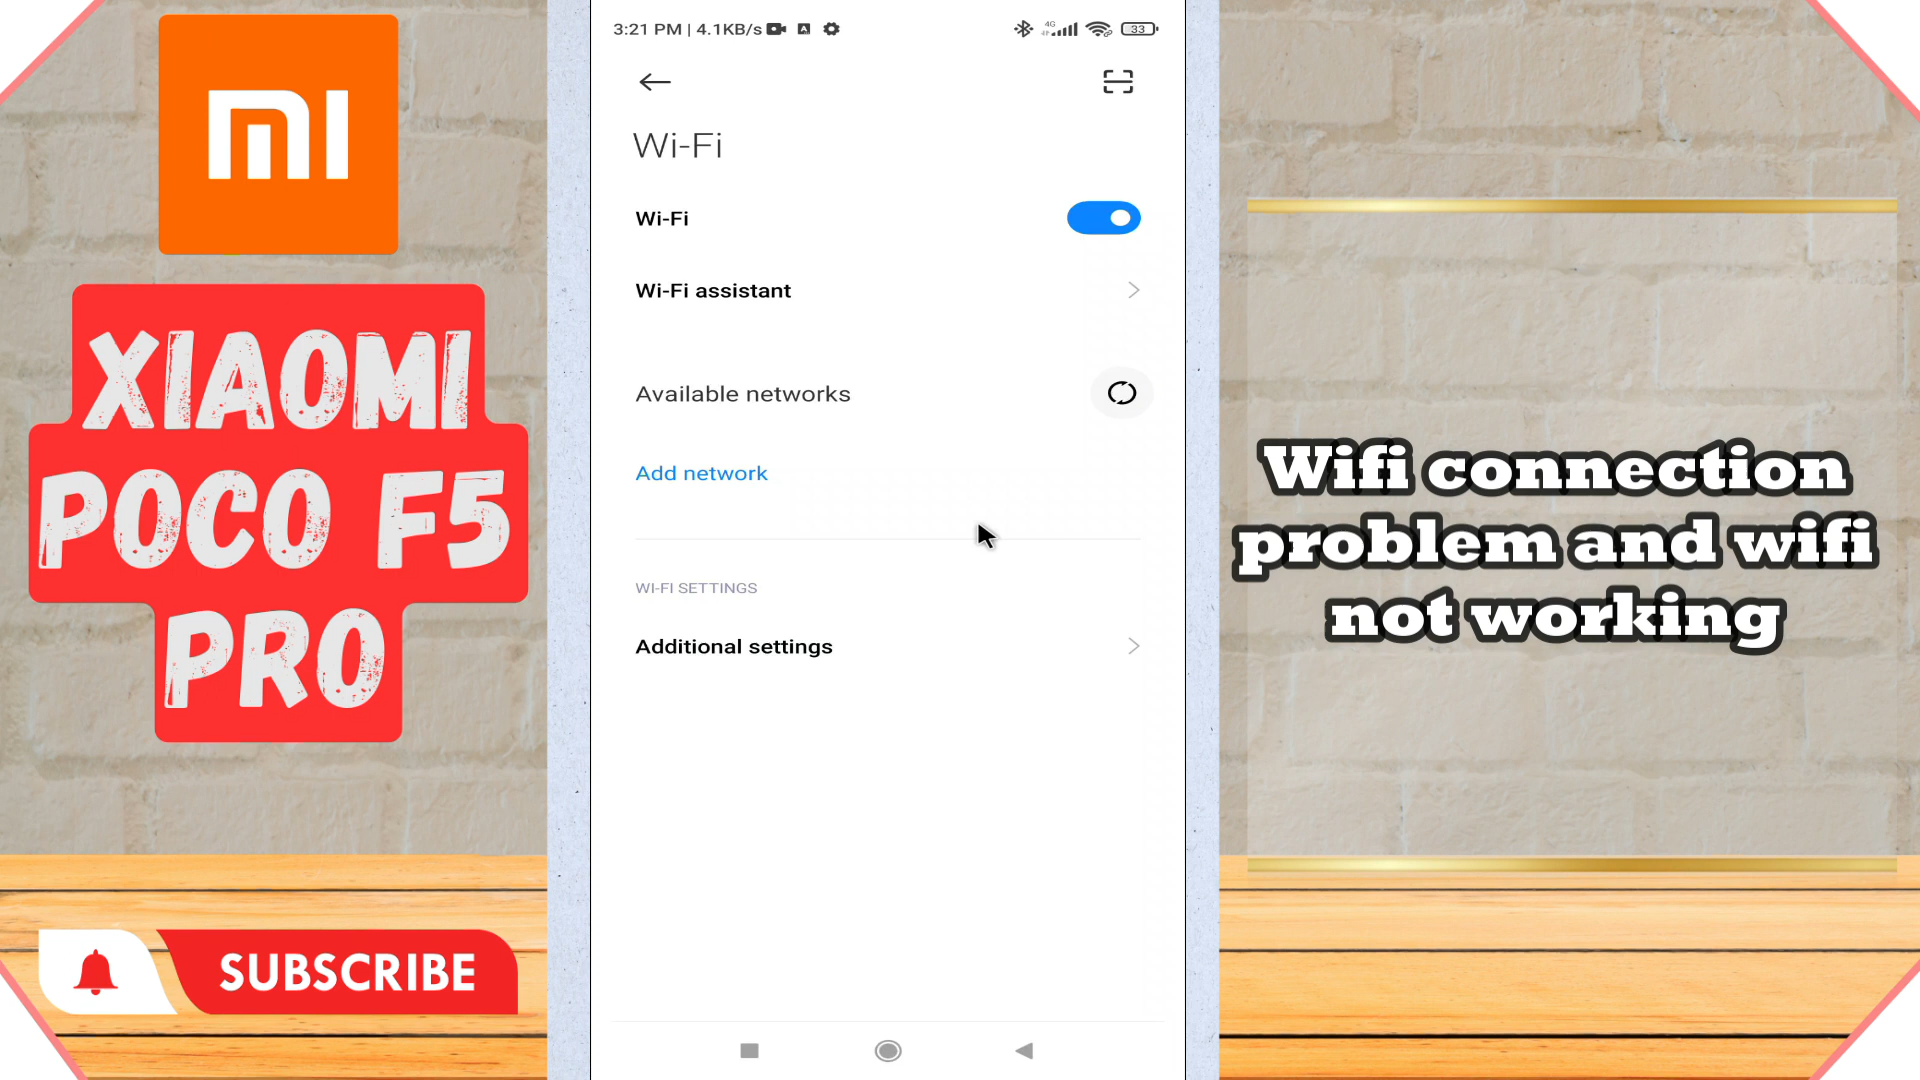 mi
XIAOMI
POCO F5
PRO
SUBSCRIBE
3:21 PM | 4.1KB/s
4G
33
Wi-Fi
Wi-Fi
Wi-Fi assistant
Available networks
Add network
WI-FI SETTINGS
Additional settings
Wifi connection
problem and wifi
not working